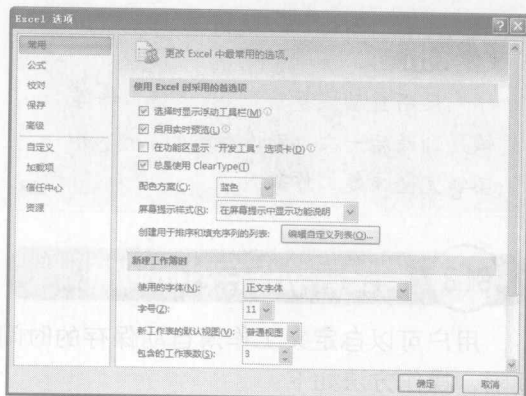 Excel 选项
常用
公式
校对
保存
高级
自定义
加载项
信任中心
资源
更改 Excel 中最常用的选项。
使用 Excel 时采用的首选项
选择时显示浮动工具栏(M)
启用实时预览(L)
在功能区显示“开发工具”选项卡(D)
总是使用 ClearType(T)
配色方案(C): 蓝色
屏幕提示样式(R): 在屏幕提示中显示功能说明
创建用于排序和填充序列的列表: 编辑自定义列表(O)...
新建工作簿时
使用的字体(N): 正文字体
字号(Z): 11
新工作表的默认视图(V): 普通视图
包含的工作表数(S): 3
确定 取消